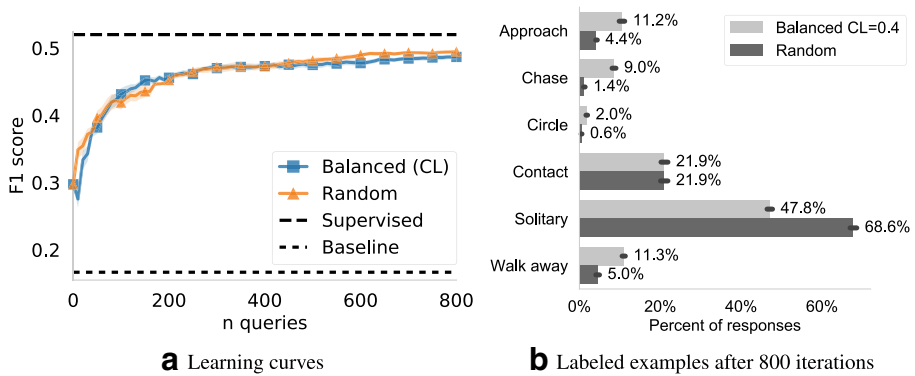 0.5
0.4
0.3
0.2
F1 score
Balanced (CL)
Random
Supervised
Baseline
0 200 400 600 800
n queries
a Learning curves
Balanced CL=0.4
Random
Approach 11.2% 4.4%
Chase 9.0% 1.4%
Circle 2.0% 0.6%
Contact 21.9% 21.9%
Solitary 47.8% 68.6%
Walk away 11.3% 5.0%
0% 20% 40% 60%
Percent of responses
b Labeled examples after 800 iterations